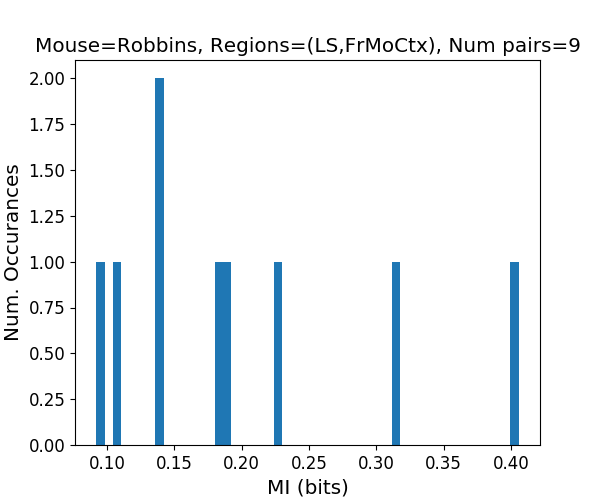 Mouse=Robbins, Regions=(LS,FrMoCtx), Num pairs=9
2.00
1.75
1.50
1.25
1.00
0.75
0.50
0.25
0.00
Num. Occurances
0.10 0.15 0.20 0.25 0.30 0.35 0.40
MI (bits)